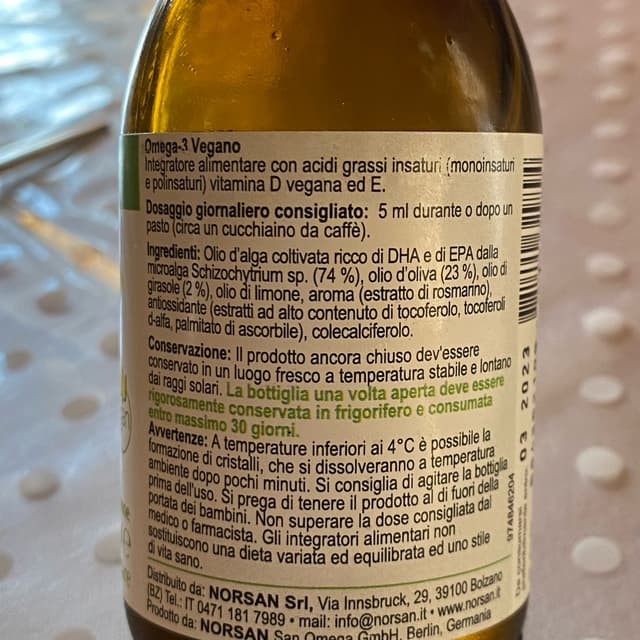 Omega-3 Vegano
Integratore alimentare con acidi grassi insaturi (monoinsaturi
e polinsaturi) vitamina D vegana ed E.
Dosaggio giornaliero consigliato: 5 ml durante o dopo un
pasto (circa un cucchiaino da caffè).
Ingredienti: Olio d'alga coltivata ricco di DHA e di EPA dalla
microalga Schizochytrium sp. (74 %), olio d'oliva (23 %), olio di
girasole (2 %), olio di limone, aroma (estratto di rosmarino),
antiossidante (estratti ad alto contenuto di tocoferolo, tocoferoli
d-alfa, palmitato di ascorbile), colecalciferolo.
Conservazione: Il prodotto ancora chiuso dev'essere
conservato in un luogo fresco a temperatura stabile e lontano
dai raggi solari. La bottiglia una volta aperta deve essere
rigorosamente conservata in frigorifero e consumata
entro massimo 30 giorni.
Avvertenze: A temperature inferiori ai 4°C è possibile la
formazione di cristalli, che si dissolveranno a temperatura
ambiente dopo pochi minuti. Si consiglia di agitare la bottiglia
prima dell'uso. Si prega di tenere il prodotto al di fuori della
portata dei bambini. Non superare la dose consigliata dal
medico o farmacista. Gli integratori alimentari non
sostituiscono una dieta variata ed equilibrata ed uno stile
di vita sano.
Distribuito da: NORSAN Srl, Via Innsbruck, 29, 39100 Bolzano
(BZ) Tel.: IT 0471 181 7989 • mail: info@norsan.it • www.norsan.it
Prodotto da: NORSAN San Omega GmbH, Berlin, Germania
974846204
03 2023